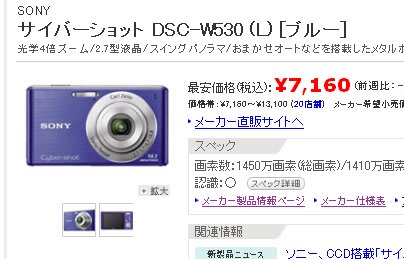 SONY
サイバーショット DSC-W530 (L) [ブルー]
光学4倍ズーム/2.7型液晶/スイングパノラマ/おまかせオートなどを搭載したメタルボ
最安価格(税込):¥7,160 (前週比:-
価格帯:¥7,160～¥13,100 (20店舗) メーカー希望小売価
メーカー直販サイトへ
Carl Zeiss
SONY
Cyber-shot
14.1
拡大
スペック
画素数:1450万画素(総画素)/1410万画素
認識:○ スペック詳細
メーカー製品情報ページ メーカー仕様表
関連情報
新製品ニュース ソニー、CCD搭載「サイ